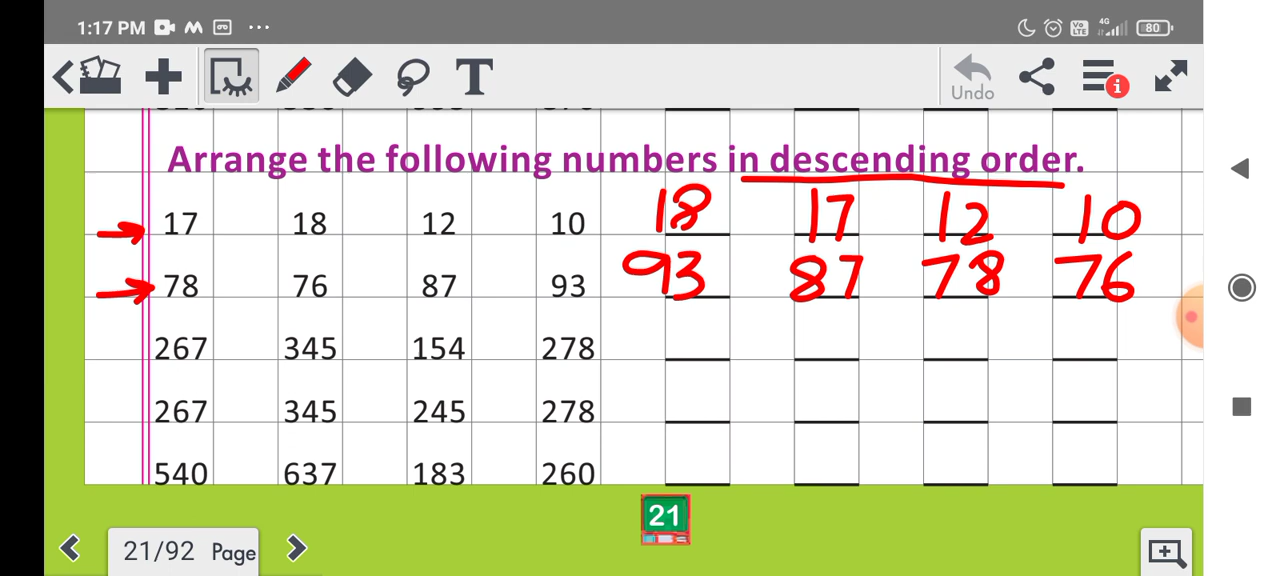 1:17 PM
4G
80
Undo
Arrange the following numbers in descending order.
17 18 12 10 18 17 12 10
78 76 87 93 93 87 78 76
267 345 154 278
267 345 245 278
540 637 183 260
21
21/92 Page